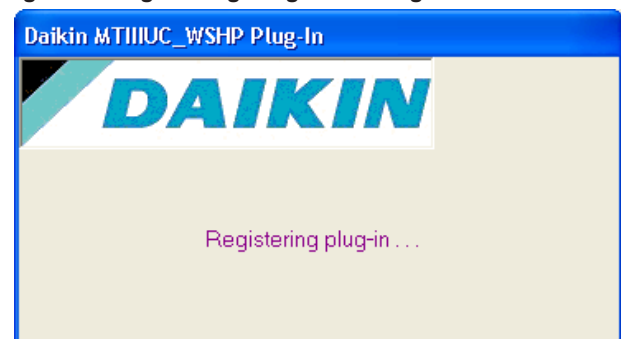 Daikin MTIIIUC_WSHP Plug-In
DAIKIN
Registering plug-in . . .